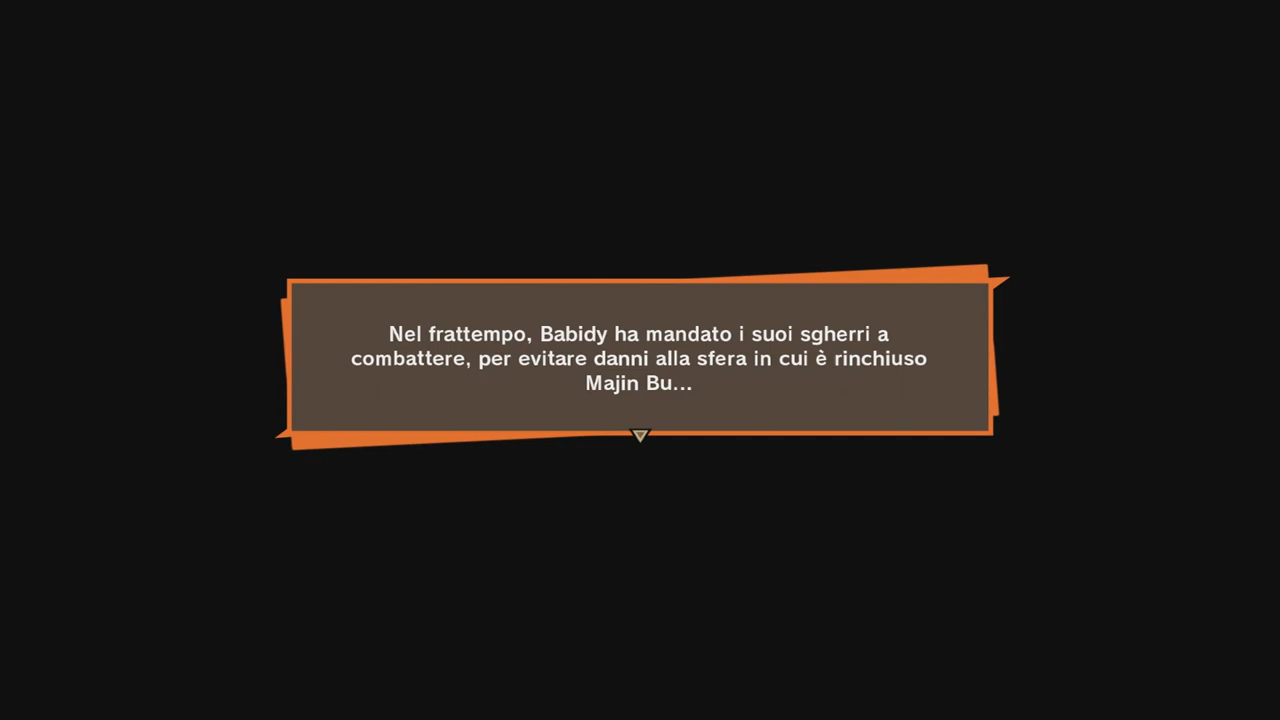 Nel frattempo, Babidy ha mandato i suoi sgherri a
combattere, per evitare danni alla sfera in cui è rinchiuso
Majin Bu...